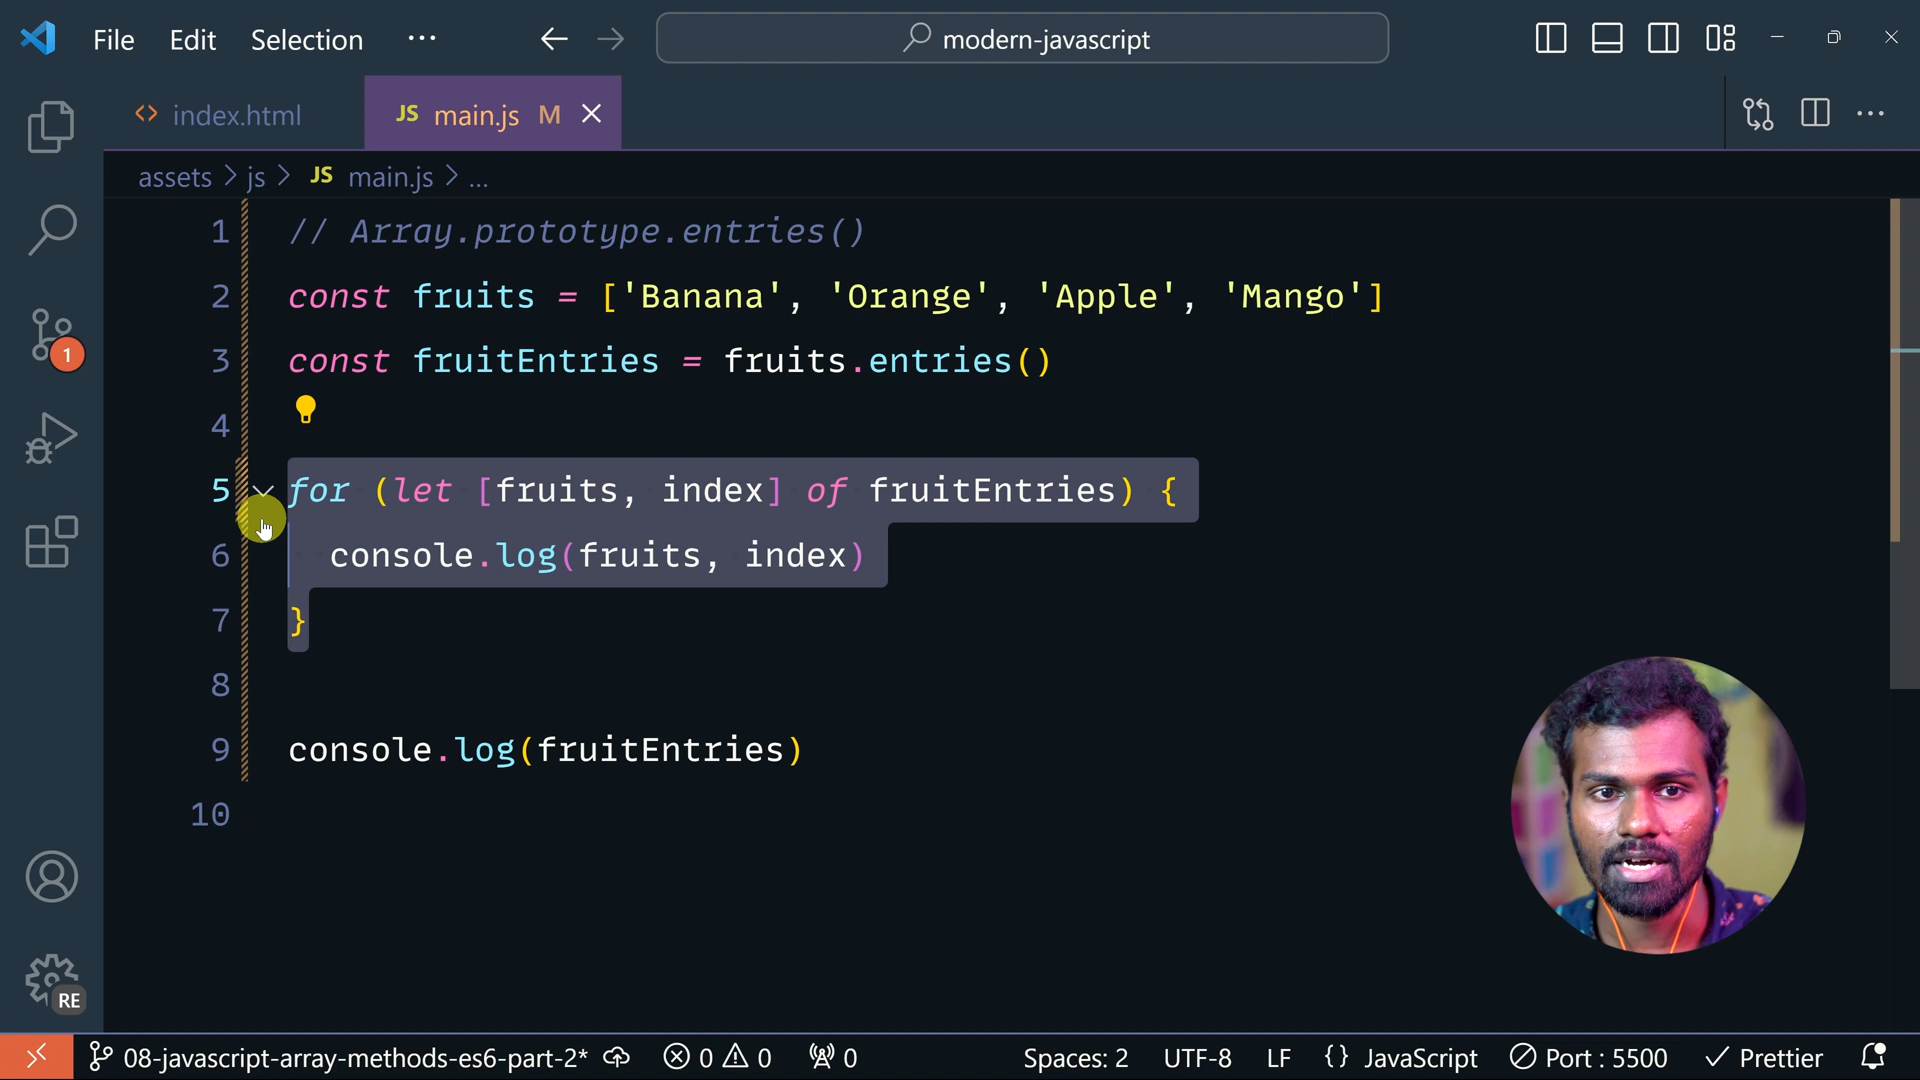 File Edit Selection ··· modern-javascript
index.html JS main.js M
assets > js > JS main.js > ...
1 // Array.prototype.entries()
2 const fruits = ['Banana', 'Orange', 'Apple', 'Mango']
3 const fruitEntries = fruits.entries()
4
5 for (let [fruits, index] of fruitEntries) {
6 console.log(fruits, index)
7 }
8
9 console.log(fruitEntries)
10
1
RE
08-javascript-array-methods-es6-part-2* 0 0 0 Spaces: 2 UTF-8 LF {} JavaScript Port : 5500 Prettier